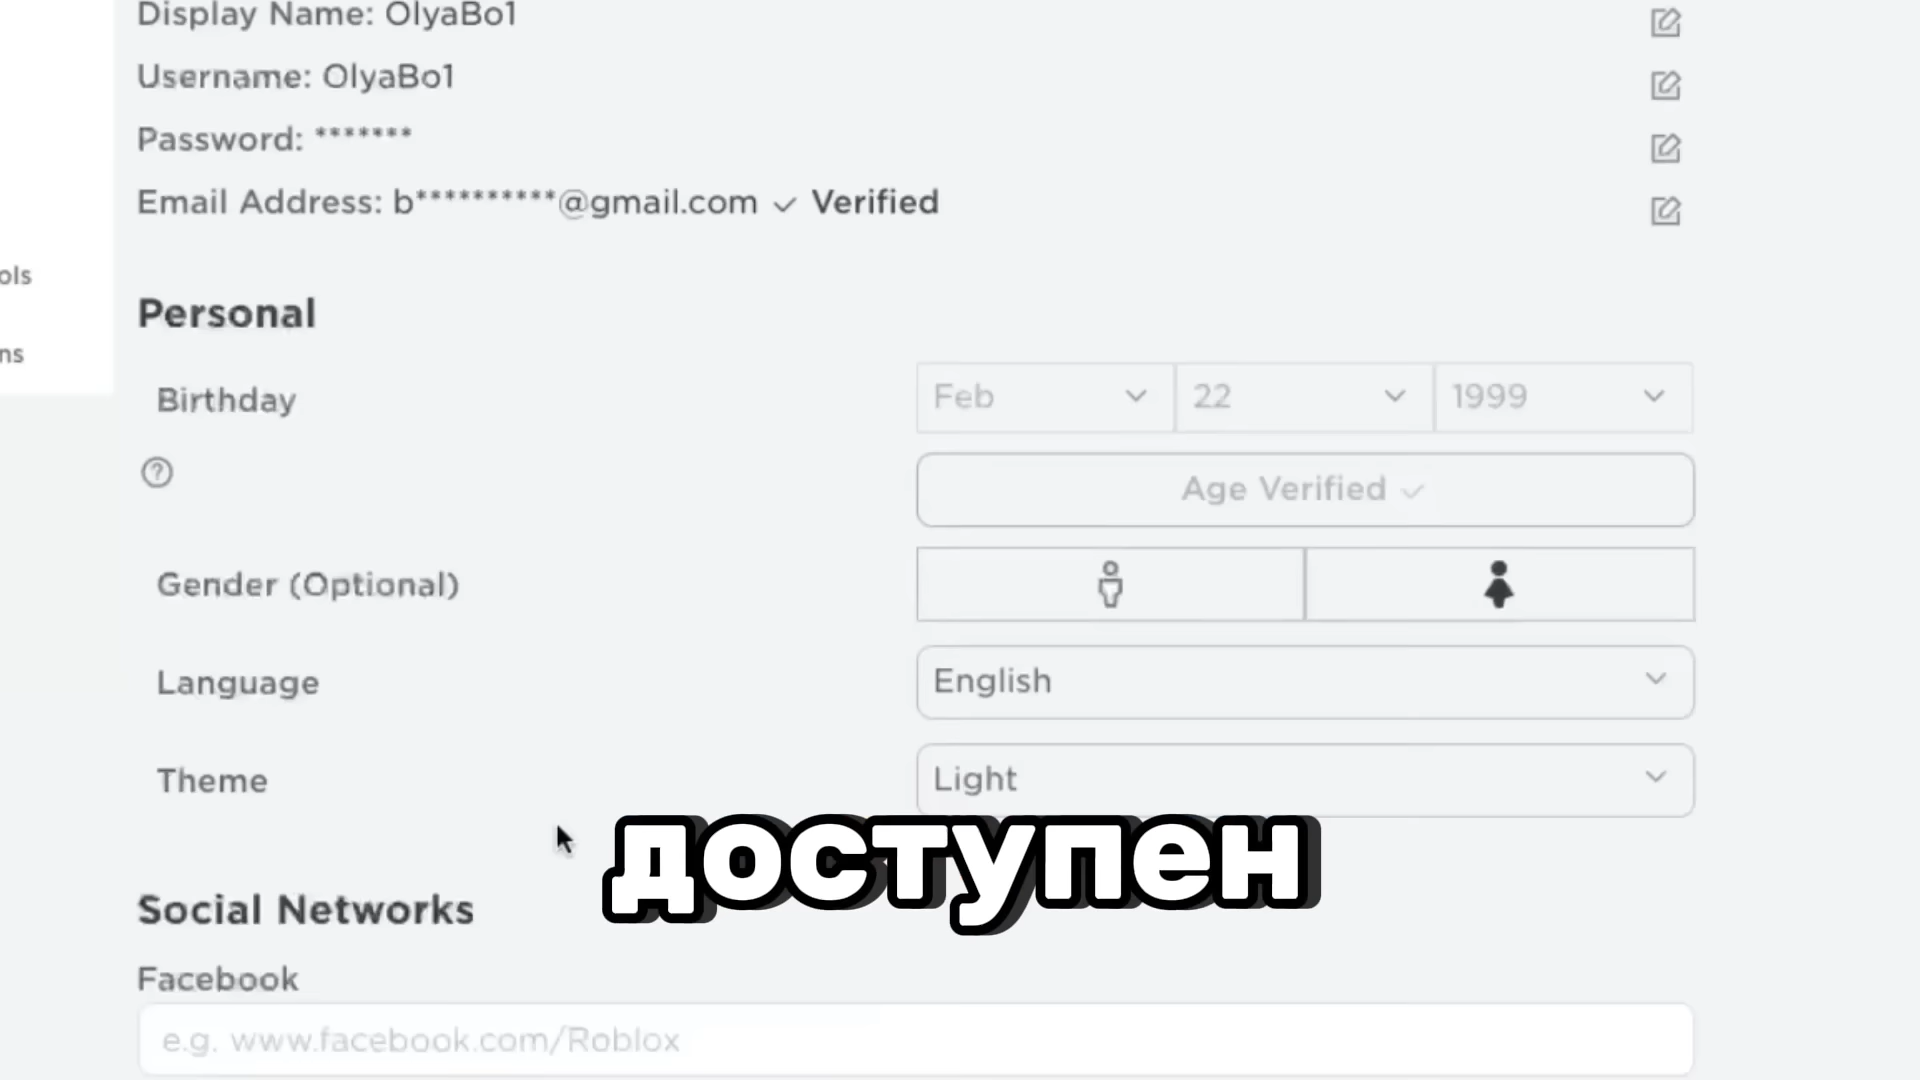 Display Name: OlyaBo1
Username: OlyaBo1
Password: *******
Email Address: b**********@gmail.com ✓ Verified
ols
ns
Personal
Birthday
Feb 22 1999
Age Verified ✓
Gender (Optional)
Language
English
Theme
Light
доступен
Social Networks
Facebook
e.g. www.facebook.com/Roblox